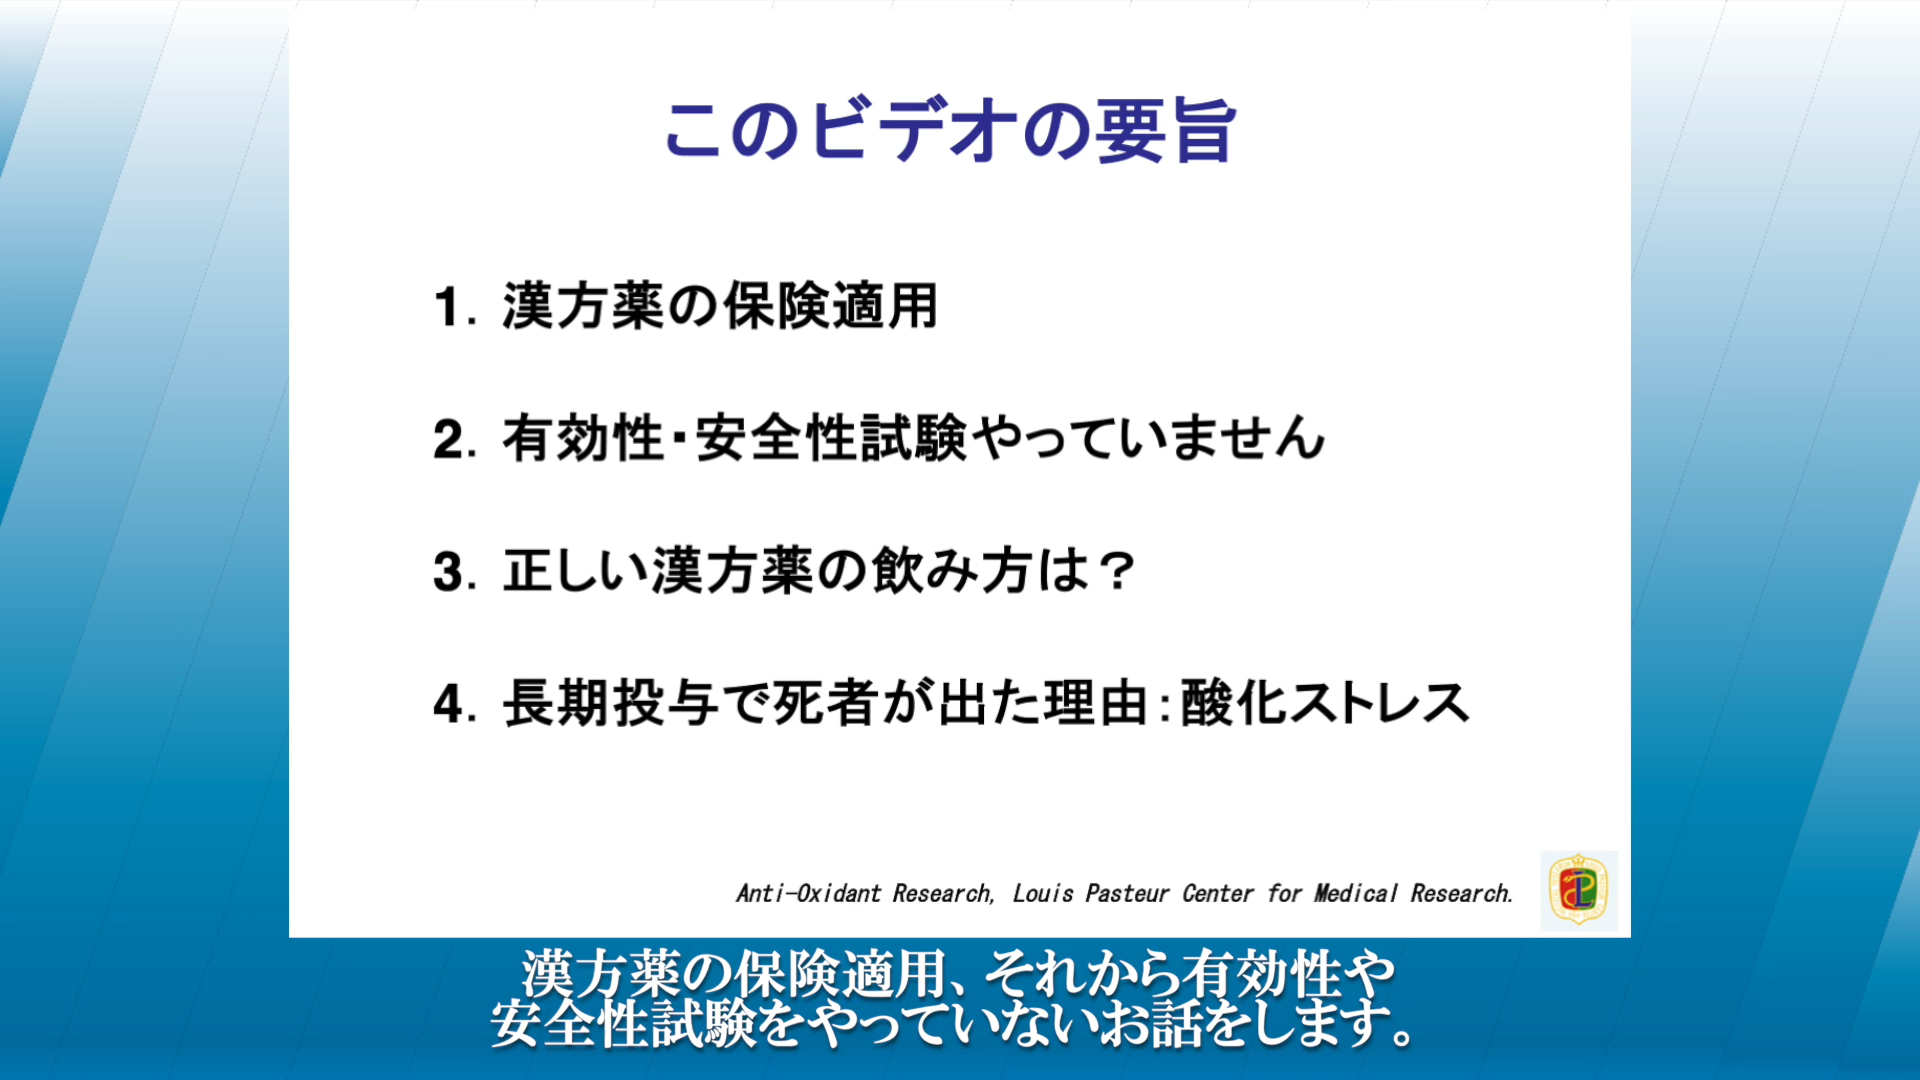 このビデオの要旨
1. 漢方薬の保険適用
2. 有効性・安全性試験やっていません
3. 正しい漢方薬の飲み方は？
4. 長期投与で死者が出た理由：酸化ストレス
Anti-Oxidant Research, Louis Pasteur Center for Medical Research.
漢方薬の保険適用、それから有効性や
安全性試験をやっていないお話をします。